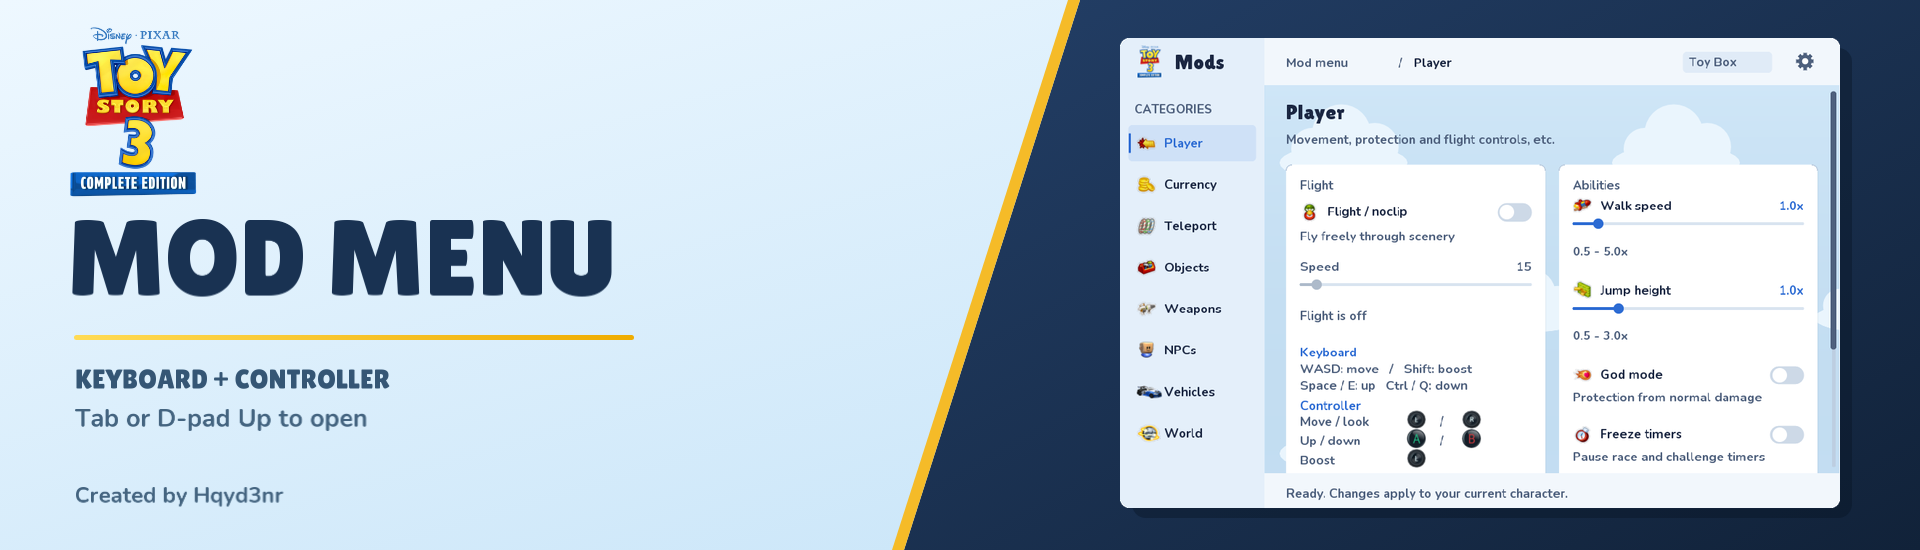 Disney · PIXAR
TOY
STORY
3
COMPLETE EDITION
MOD MENU
KEYBOARD + CONTROLLER
Tab or D-pad Up to open
Created by Hqyd3nr
TOY
STORY
3
Mods
CATEGORIES
Player
Currency
Teleport
Objects
Weapons
NPCs
Vehicles
World
Mod menu / Player
Toy Box
Player
Movement, protection and flight controls, etc.
Flight
Flight / noclip
Fly freely through scenery
Speed 15
Flight is off
Keyboard
WASD: move / Shift: boost
Space / E: up Ctrl / Q: down
Controller
Move / look /
Up / down A / B
Boost
Abilities
Walk speed 1.0x
0.5 - 5.0x
Jump height 1.0x
0.5 - 3.0x
God mode
Protection from normal damage
Freeze timers
Pause race and challenge timers
Ready. Changes apply to your current character.